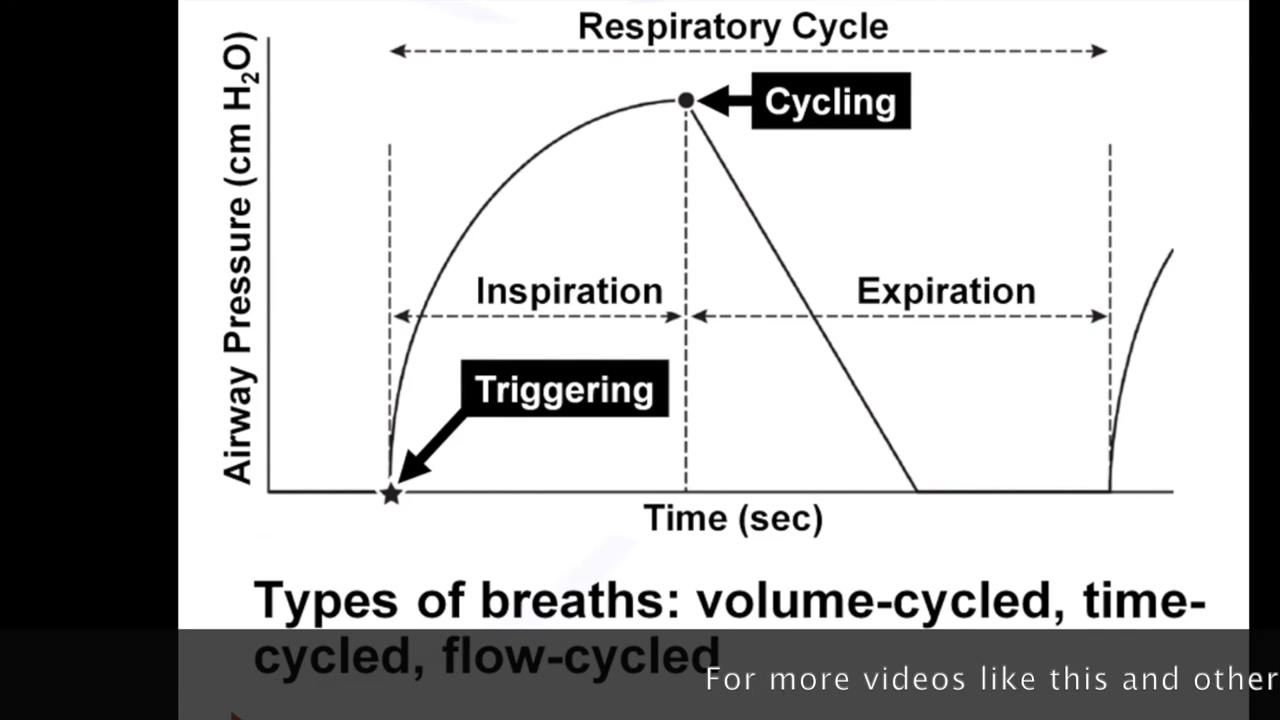 Respiratory Cycle
Airway Pressure (cm H₂O)
Cycling
Inspiration
Expiration
Triggering
Time (sec)
Types of breaths: volume-cycled, time-
cycled, flow-cycled
For more videos like this and other